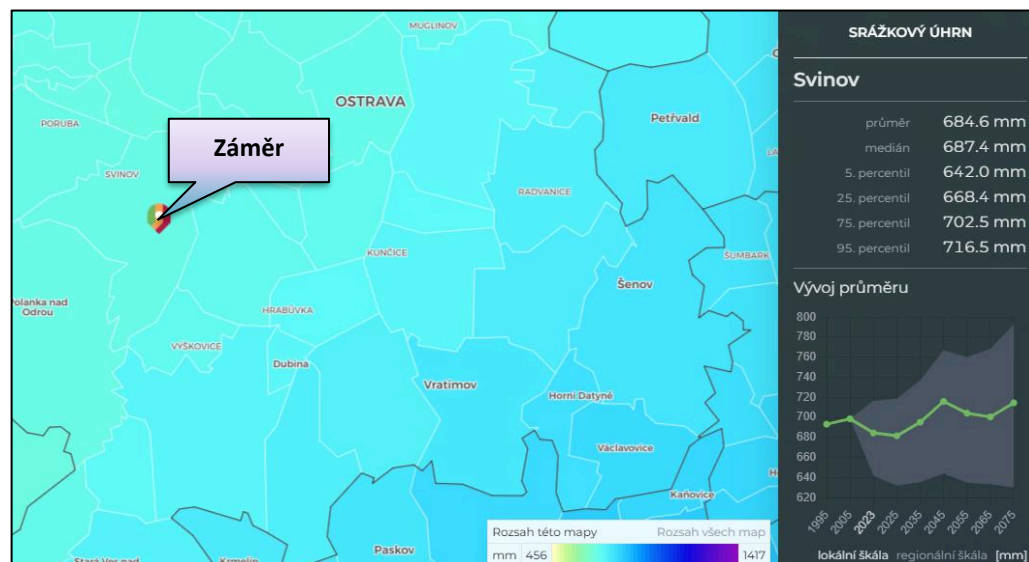 MUGLINOV
OSTRAVA
PORUBA
Petřvald
Záměr
SVINOV
RADVANICE
KUNČICE
ŠUMBARK
Šenov
Polanka nad
Odrou
HRABŮVKA
VÝŠKOVICE
Dubina
Vratimov
Horní Datyně
Václavovice
Kaňovice
Paskov
Stará Ves nad
Krmelín
Rozsah této mapy
Rozsah všech map
mm 456
1417
SRÁŽKOVÝ ÚHRN
Svinov
průměr 684.6 mm
medián 687.4 mm
5. percentil 642.0 mm
25. percentil 668.4 mm
75. percentil 702.5 mm
95. percentil 716.5 mm
Vývoj průměru
800
780
760
740
720
700
680
660
640
620
1995 2005 2023 2025 2035 2045 2055 2065 2075
lokální škála regionální škála [mm]